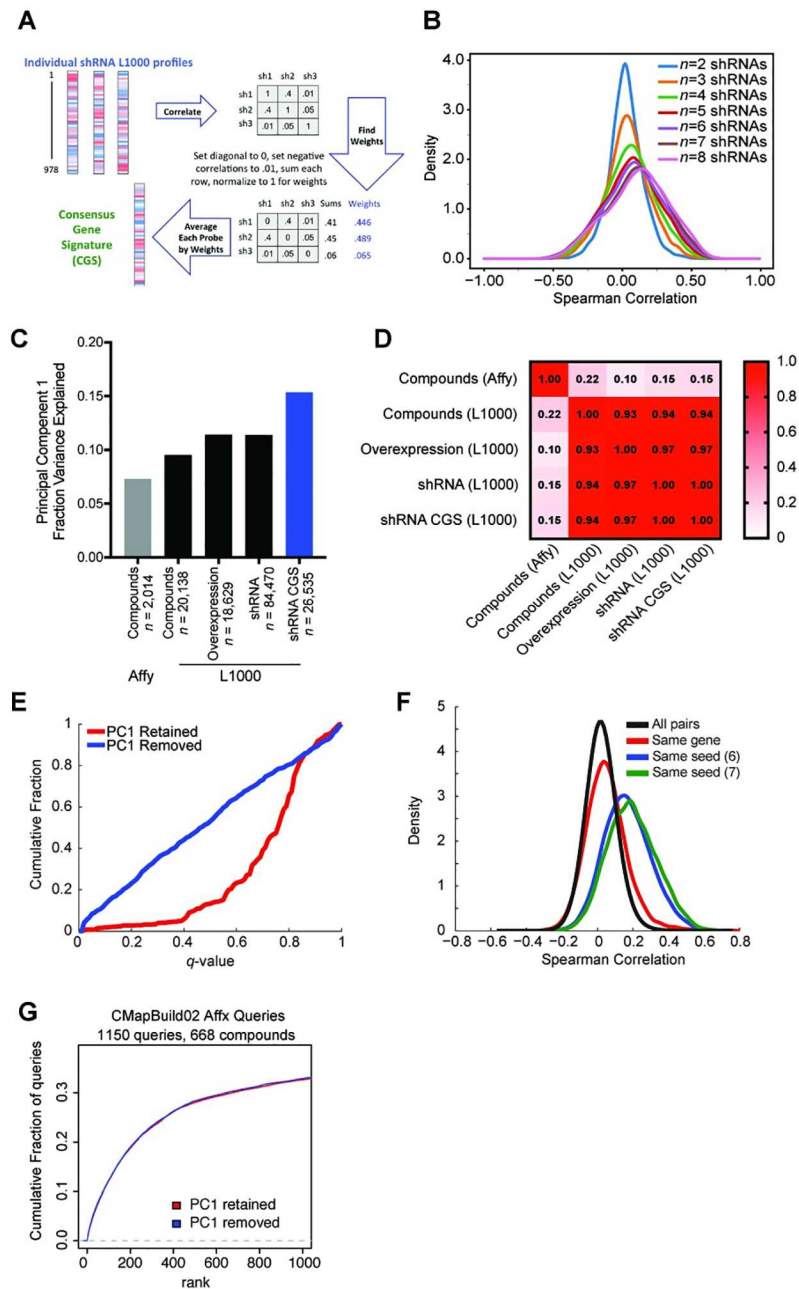 A
Individual shRNA L1000 profiles
1
978
Correlate
sh1 sh2 sh3
sh1 1 .4 .01
sh2 .4 1 .05
sh3 .01 .05 1
Find
Weights
Set diagonal to 0, set negative
correlations to .01, sum each
row, normalize to 1 for weights
Consensus
Gene
Signature
(CGS)
Average
Each Probe
by Weights
sh1 sh2 sh3 Sums Weights
sh1 0 .4 .01 .41 .446
sh2 .4 0 .05 .45 .489
sh3 .01 .05 0 .06 .065
B
Density
4.0
3.0
2.0
1.0
0.0
n=2 shRNAs
n=3 shRNAs
n=4 shRNAs
n=5 shRNAs
n=6 shRNAs
n=7 shRNAs
n=8 shRNAs
-1.00 -0.50 0.00 0.50 1.00
Spearman Correlation
C
Principal Compenent 1
Fraction Variance Explained
0.20
0.15
0.10
0.05
0.00
Compounds
n = 2,014
Compounds
n = 20,138
Overexpression
n = 18,629
shRNA
n = 84,470
shRNA CGS
n = 26,535
Affy L1000
D
Compounds (Affy) 1.00 0.22 0.10 0.15 0.15
Compounds (L1000) 0.22 1.00 0.93 0.94 0.94
Overexpression (L1000) 0.10 0.93 1.00 0.97 0.97
shRNA (L1000) 0.15 0.94 0.97 1.00 1.00
shRNA CGS (L1000) 0.15 0.94 0.97 1.00 1.00
Compounds (Affy)
Compounds (L1000)
Overexpression (L1000)
shRNA (L1000)
shRNA CGS (L1000)
1.0
0.8
0.6
0.4
0.2
0
E
Cumulative Fraction
1
0.8
0.6
0.4
0.2
0
PC1 Retained
PC1 Removed
0 0.2 0.4 0.6 0.8 1
q-value
F
Density
5
4
3
2
1
0
All pairs
Same gene
Same seed (6)
Same seed (7)
−0.8 −0.6 −0.4 −0.2 0 0.2 0.4 0.6 0.8
Spearman Correlation
G
CMapBuild02 Affx Queries
1150 queries, 668 compounds
Cumulative Fraction of queries
0.3
0.2
0.1
0.0
PC1 retained
PC1 removed
0 200 400 600 800 1000
rank